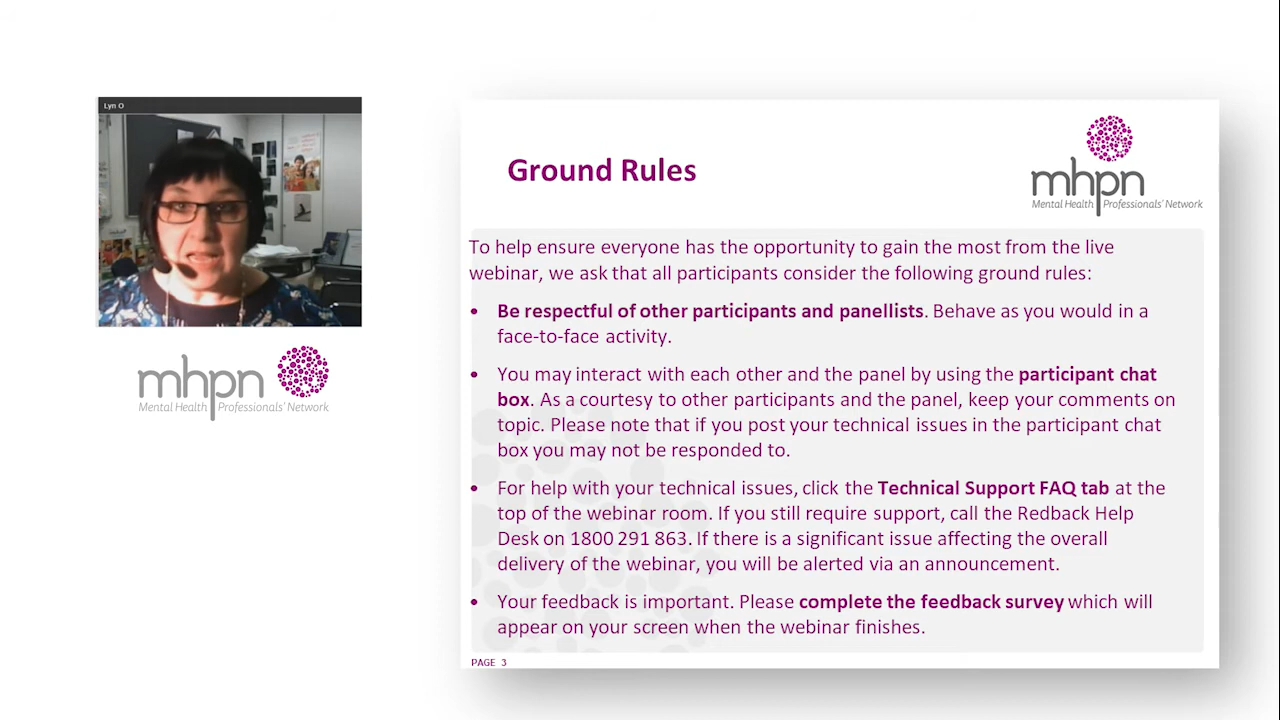 Lyn O
mhpn
Mental Health Professionals' Network
Ground Rules
mhpn
Mental Health Professionals' Network
To help ensure everyone has the opportunity to gain the most from the live
webinar, we ask that all participants consider the following ground rules:
• Be respectful of other participants and panellists. Behave as you would in a
face-to-face activity.
• You may interact with each other and the panel by using the participant chat
box. As a courtesy to other participants and the panel, keep your comments on
topic. Please note that if you post your technical issues in the participant chat
box you may not be responded to.
• For help with your technical issues, click the Technical Support FAQ tab at the
top of the webinar room. If you still require support, call the Redback Help
Desk on 1800 291 863. If there is a significant issue affecting the overall
delivery of the webinar, you will be alerted via an announcement.
• Your feedback is important. Please complete the feedback survey which will
appear on your screen when the webinar finishes.
PAGE 3